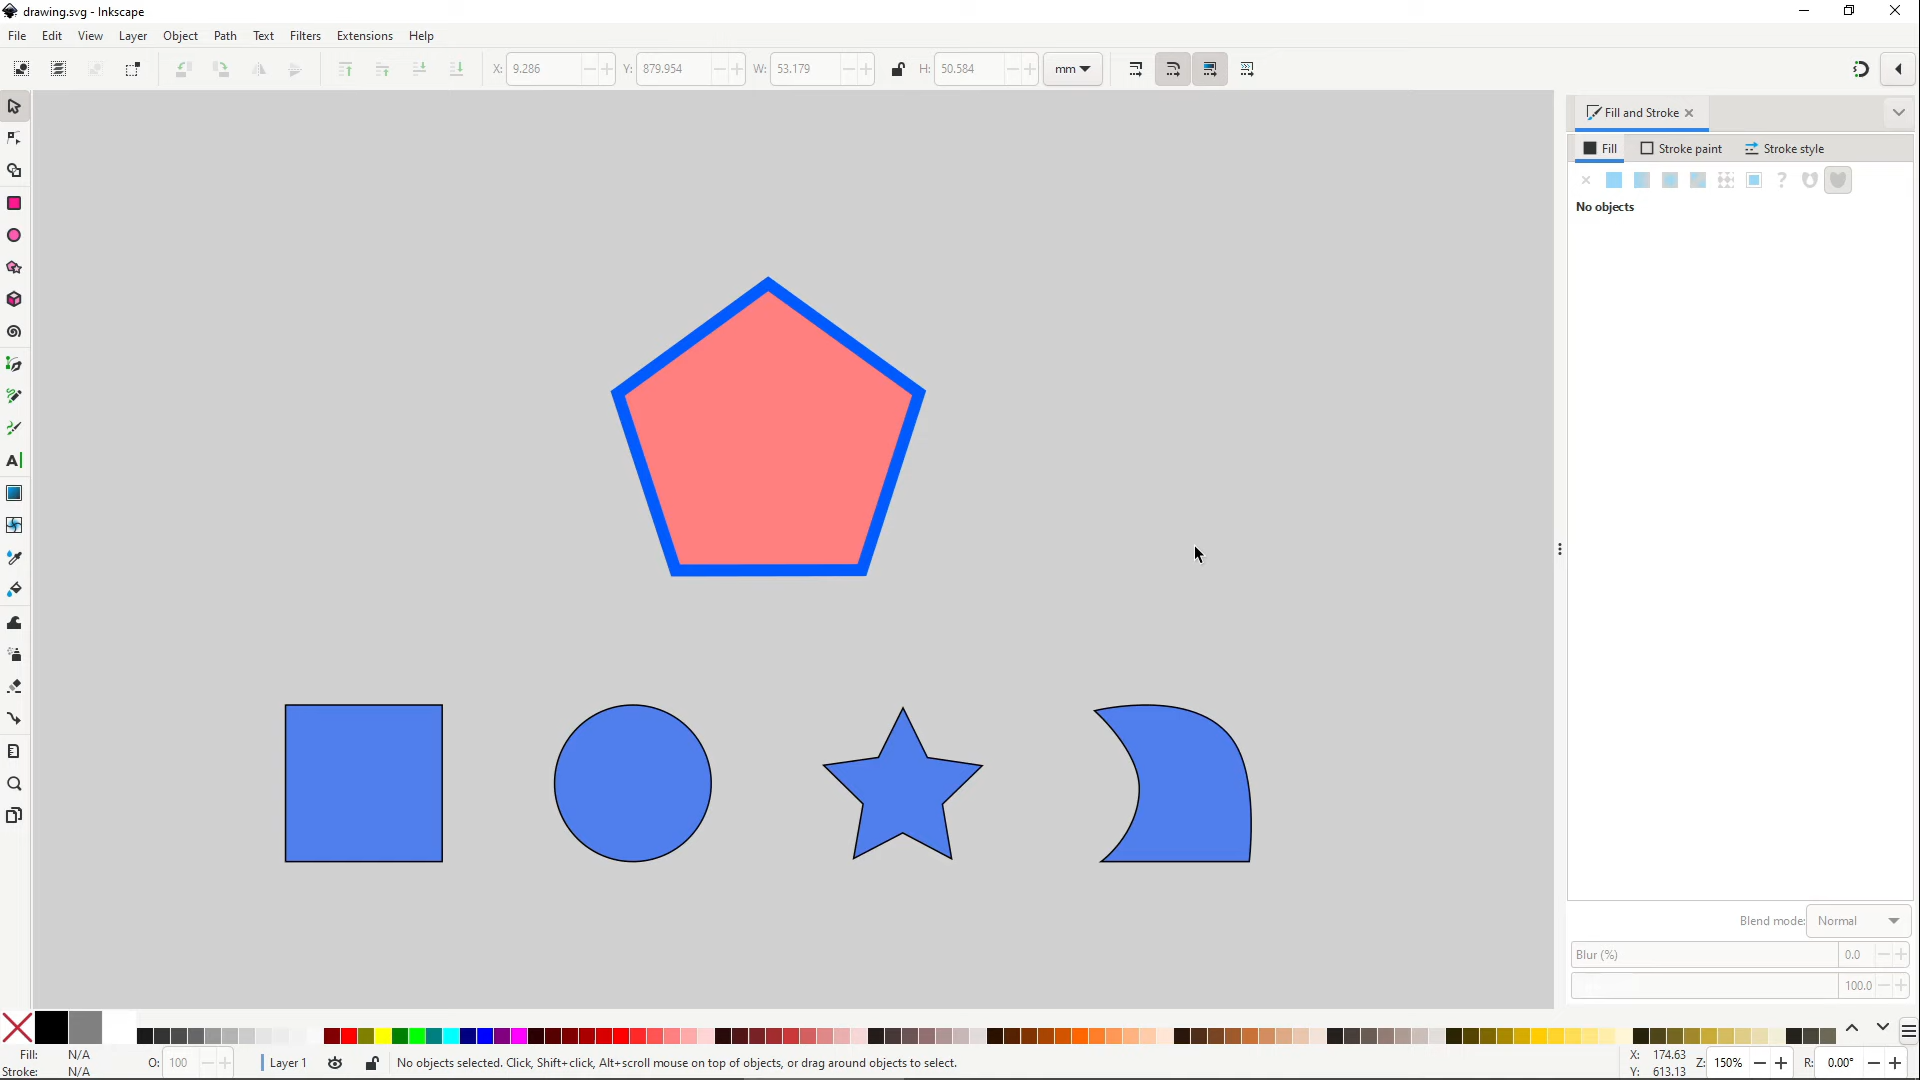 drawing.svg - Inkscape
File Edit View Layer Object Path Text Filters Extensions Help
X: 9.286 Y: 879.954 W: 53.179 H: 50.584 mm
Fill and Stroke
Fill Stroke paint Stroke style
No objects
Blend mode: Normal
Blur (%) 0.0
100.0
Fill: N/A
Stroke: N/A
O: 100
Layer 1
No objects selected. Click, Shift+click, Alt+scroll mouse on top of objects, or drag around objects to select.
X: 174.63
Y: 613.13
Z: 150%
R: 0.00°